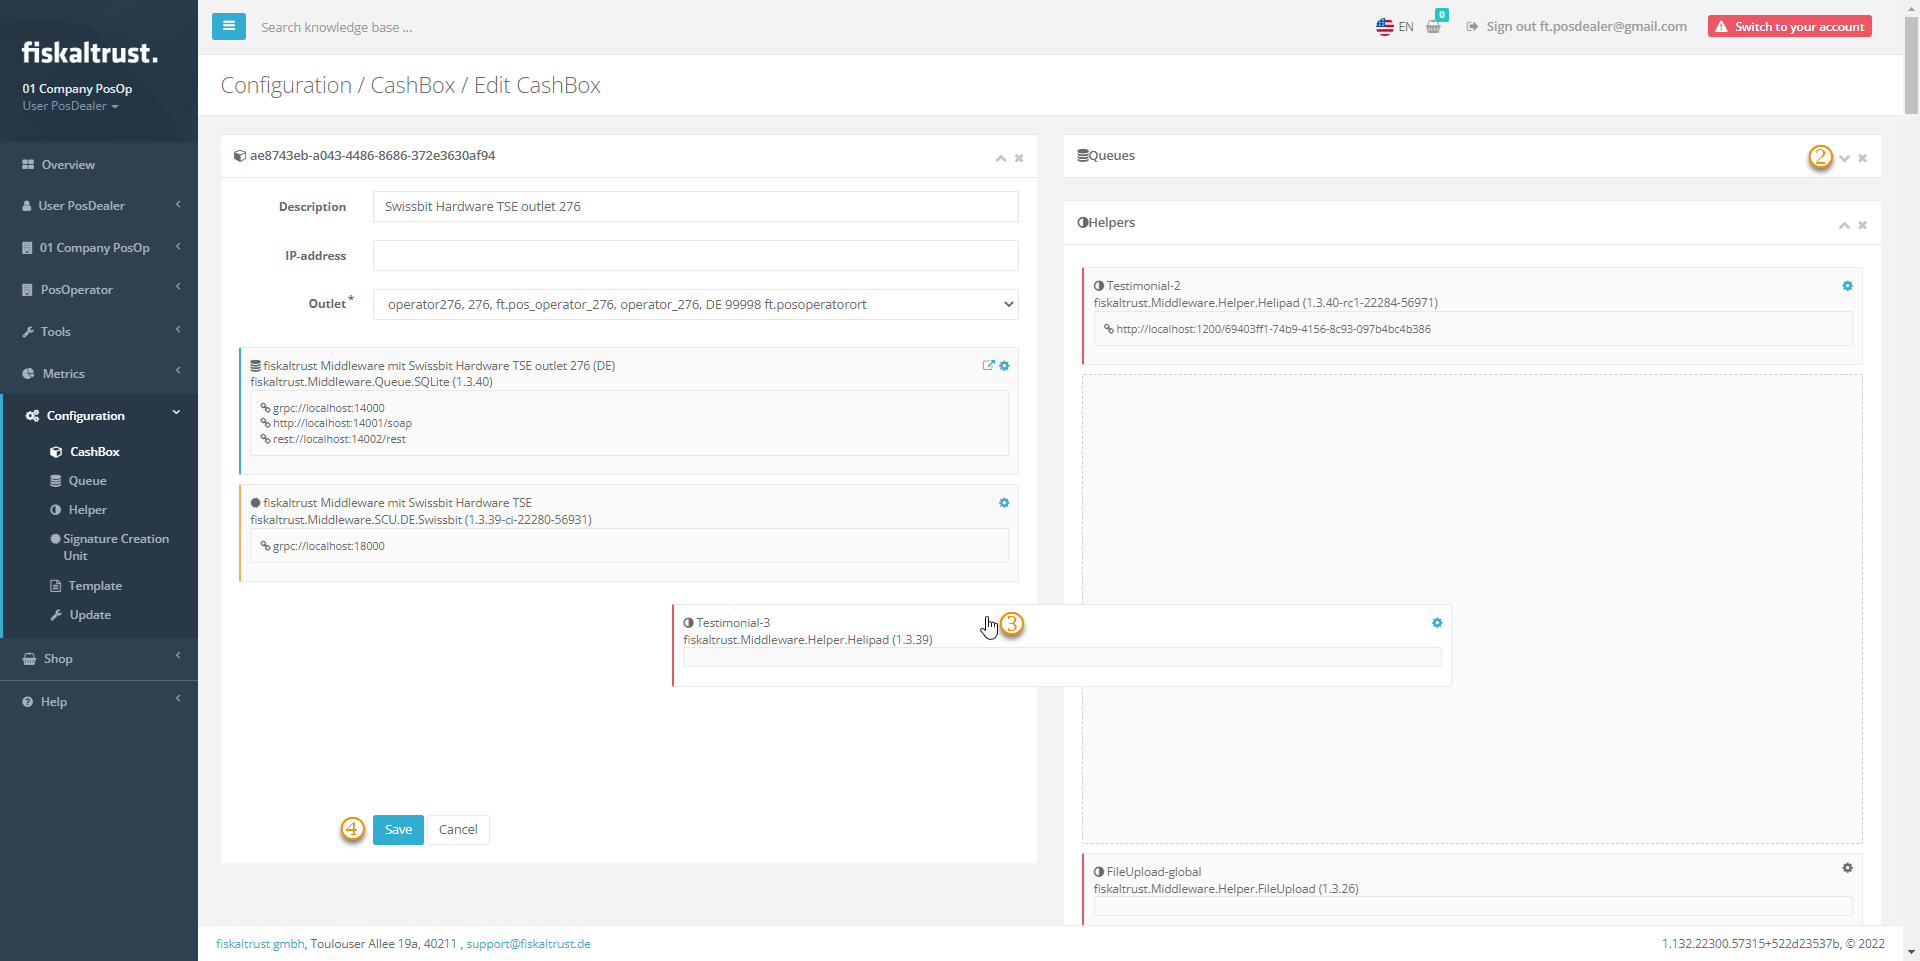 fiskaltrust.
01 Company PosOp
User PosDealer
Overview
User PosDealer
01 Company PosOp
PosOperator
Tools
Metrics
Configuration
CashBox
Queue
Helper
Signature Creation
Unit
Template
Update
Shop
Help
Search knowledge base ...
EN
0
Sign out ft.posdealer@gmail.com
Switch to your account
Configuration / CashBox / Edit CashBox
ae8743eb-a043-4486-8686-372e3630af94
Description
Swissbit Hardware TSE outlet 276
IP-address
Outlet*
operator276, 276, ft.pos_operator_276, operator_276, DE 99998 ft.posoperatorort
fiskaltrust Middleware mit Swissbit Hardware TSE outlet 276 (DE)
fiskaltrust.Middleware.Queue.SQLite (1.3.40)
grpc://localhost:14000
http://localhost:14001/soap
rest://localhost:14002/rest
fiskaltrust Middleware mit Swissbit Hardware TSE
fiskaltrust.Middleware.SCU.DE.Swissbit (1.3.39-ci-22280-56931)
grpc://localhost:18000
Testimonial-3
3
fiskaltrust.Middleware.Helper.Helipad (1.3.39)
4
Save
Cancel
Queues
2
Helpers
Testimonial-2
fiskaltrust.Middleware.Helper.Helipad (1.3.40-rc1-22284-56971)
http://localhost:1200/69403ff1-74b9-4156-8c93-097b4bc4b386
FileUpload-global
fiskaltrust.Middleware.Helper.FileUpload (1.3.26)
fiskaltrust gmbh, Toulouser Allee 19a, 40211 , support@fiskaltrust.de
1.132.22300.57315+522d23537b, © 2022